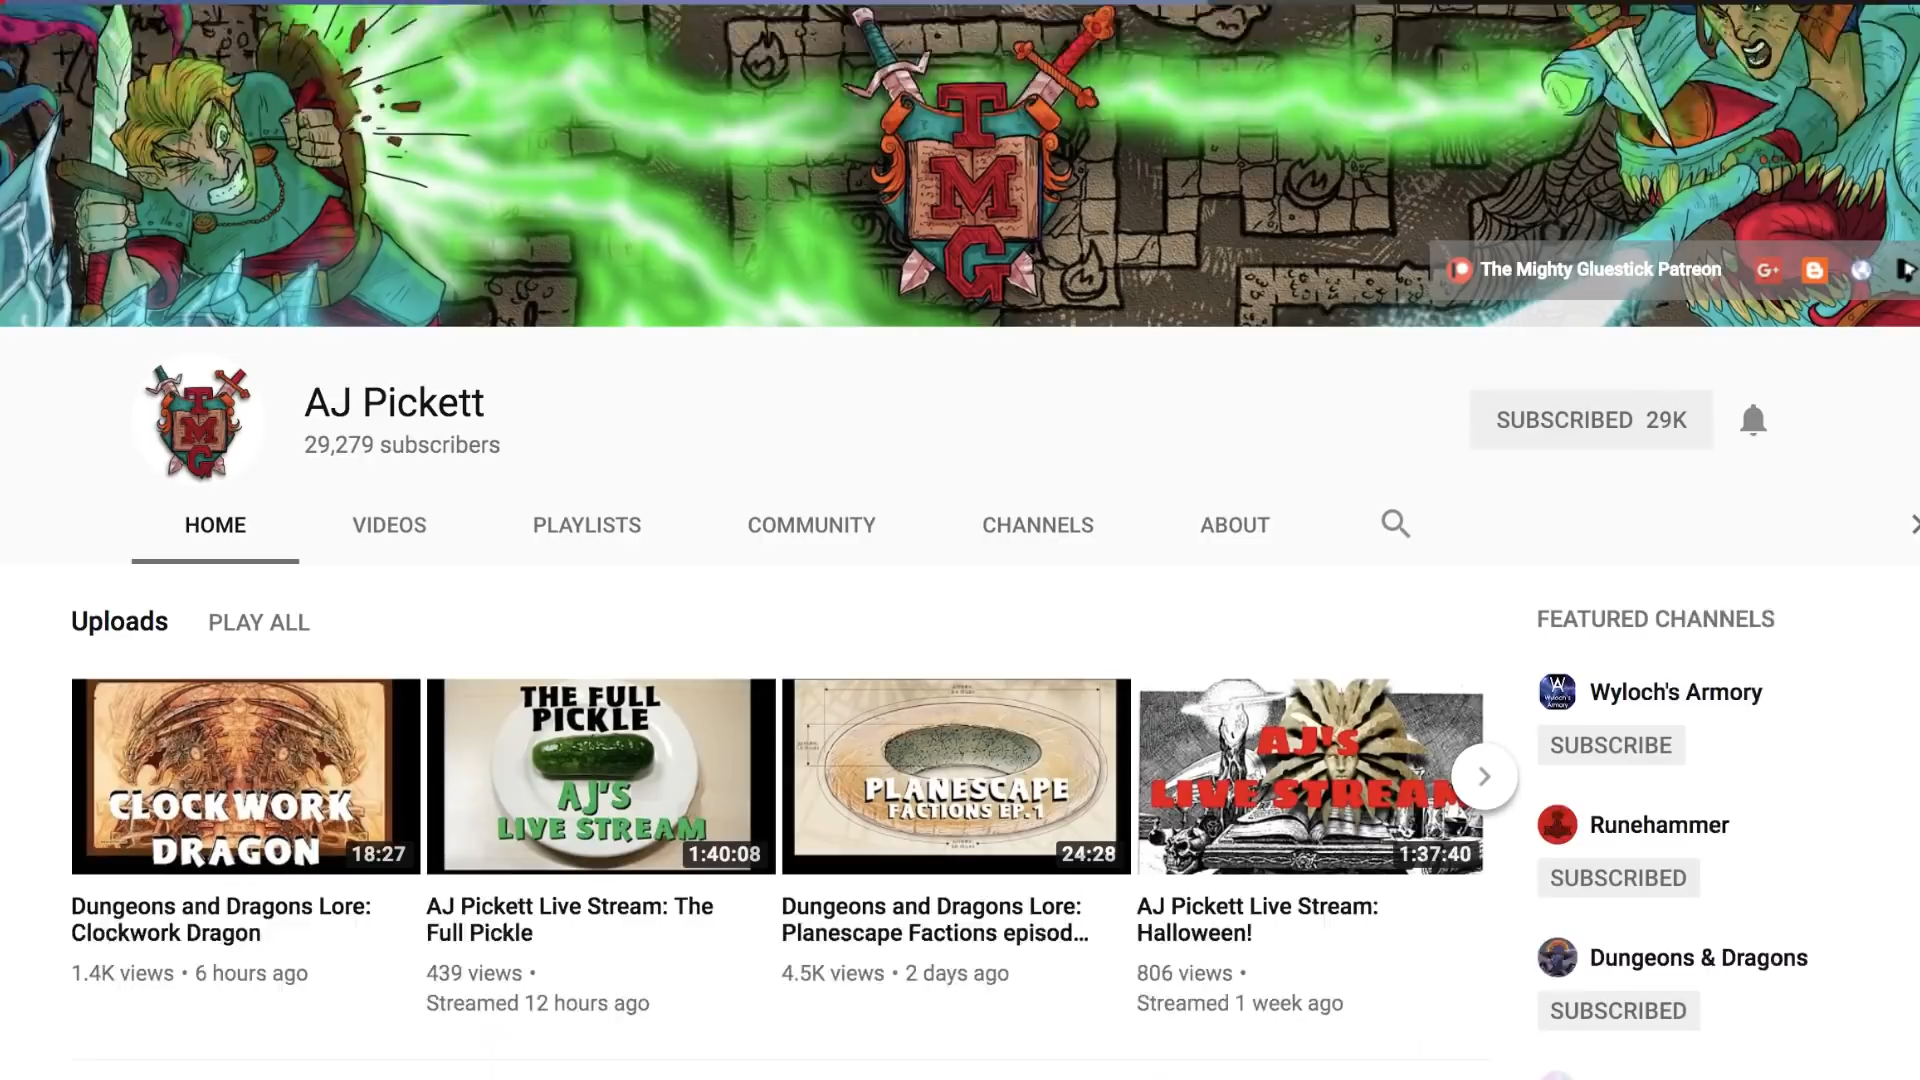 TMG
The Mighty Gluestick Patreon
G+
TMG
AJ Pickett
29,279 subscribers
SUBSCRIBED 29K
HOME VIDEOS PLAYLISTS COMMUNITY CHANNELS ABOUT
Uploads PLAY ALL
CLOCKWORK
DRAGON
18:27
Dungeons and Dragons Lore:
Clockwork Dragon
1.4K views • 6 hours ago
THE FULL
PICKLE
AJ'S
LIVE STREAM
1:40:08
AJ Pickett Live Stream: The
Full Pickle
439 views •
Streamed 12 hours ago
PLANESCAPE
FACTIONS EP.1
24:28
Dungeons and Dragons Lore:
Planescape Factions episod...
4.5K views • 2 days ago
AJ's
LIVE STREAM
1:37:40
AJ Pickett Live Stream:
Halloween!
806 views •
Streamed 1 week ago
FEATURED CHANNELS
W
Wyloch's
Armory
Wyloch's Armory
SUBSCRIBE
Runehammer
SUBSCRIBED
Dungeons & Dragons
SUBSCRIBED